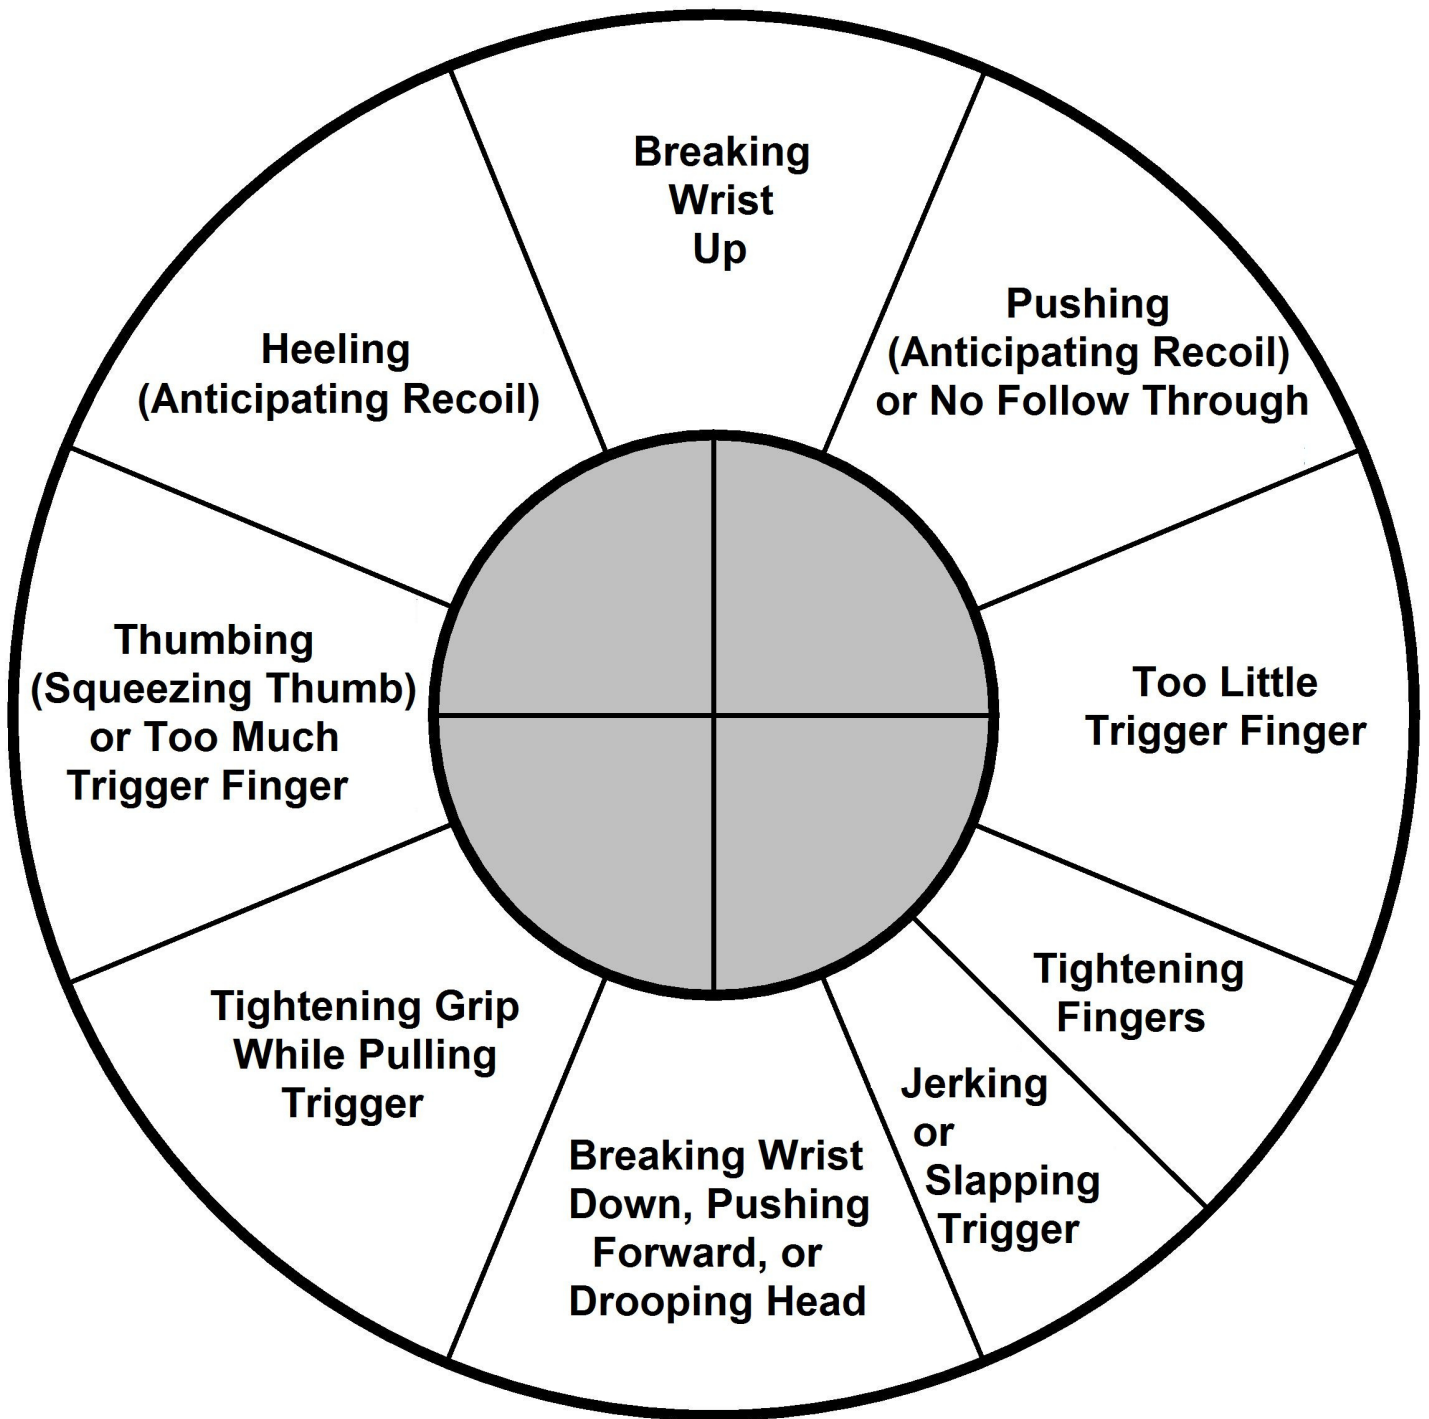 Breaking
Wrist
Up
Pushing
(Anticipating Recoil)
or No Follow Through
Heeling
(Anticipating Recoil)
Thumbing
(Squeezing Thumb)
or Too Much
Trigger Finger
Too Little
Trigger Finger
Tightening
Fingers
Tightening Grip
While Pulling
Trigger
Jerking
or
Slapping
Trigger
Breaking Wrist
Down, Pushing
Forward, or
Drooping Head